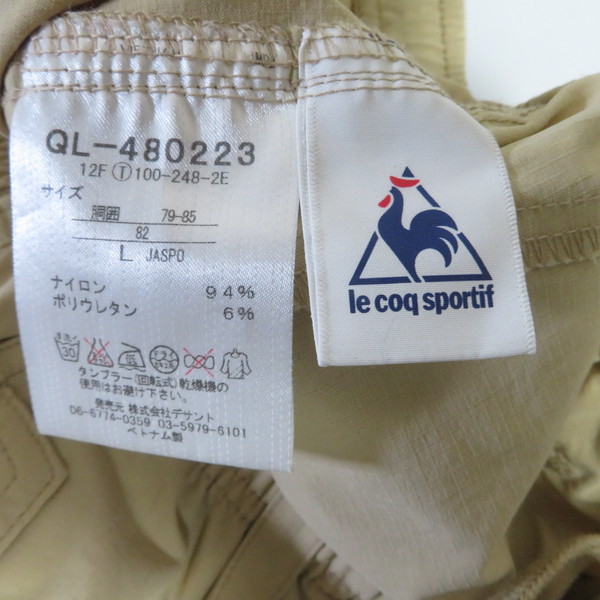 QL-480223
12F Ⓣ100-248-2E
サイズ
胴囲 79-85
82
L JASPO
ナイロン 94%
ポリウレタン 6%
30
タンブラー(回転式)乾燥機の
使用はお避け下さい。
発売元 株式会社デサント
06-6774-0359 03-5979-6101
ベトナム製
le coq sportif